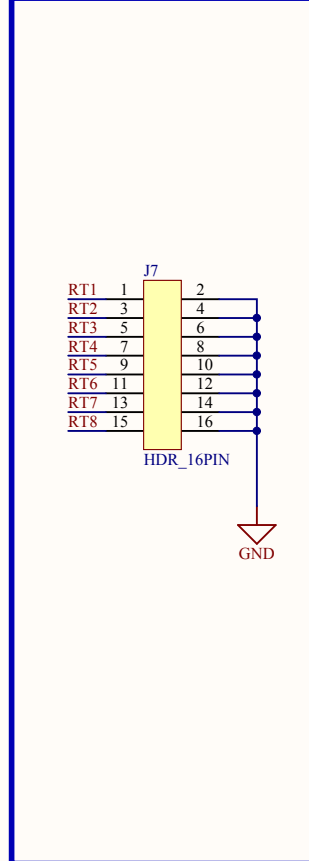 J7
RT1 1 2
RT2 3 4
RT3 5 6
RT4 7 8
RT5 9 10
RT6 11 12
RT7 13 14
RT8 15 16
HDR_16PIN
GND